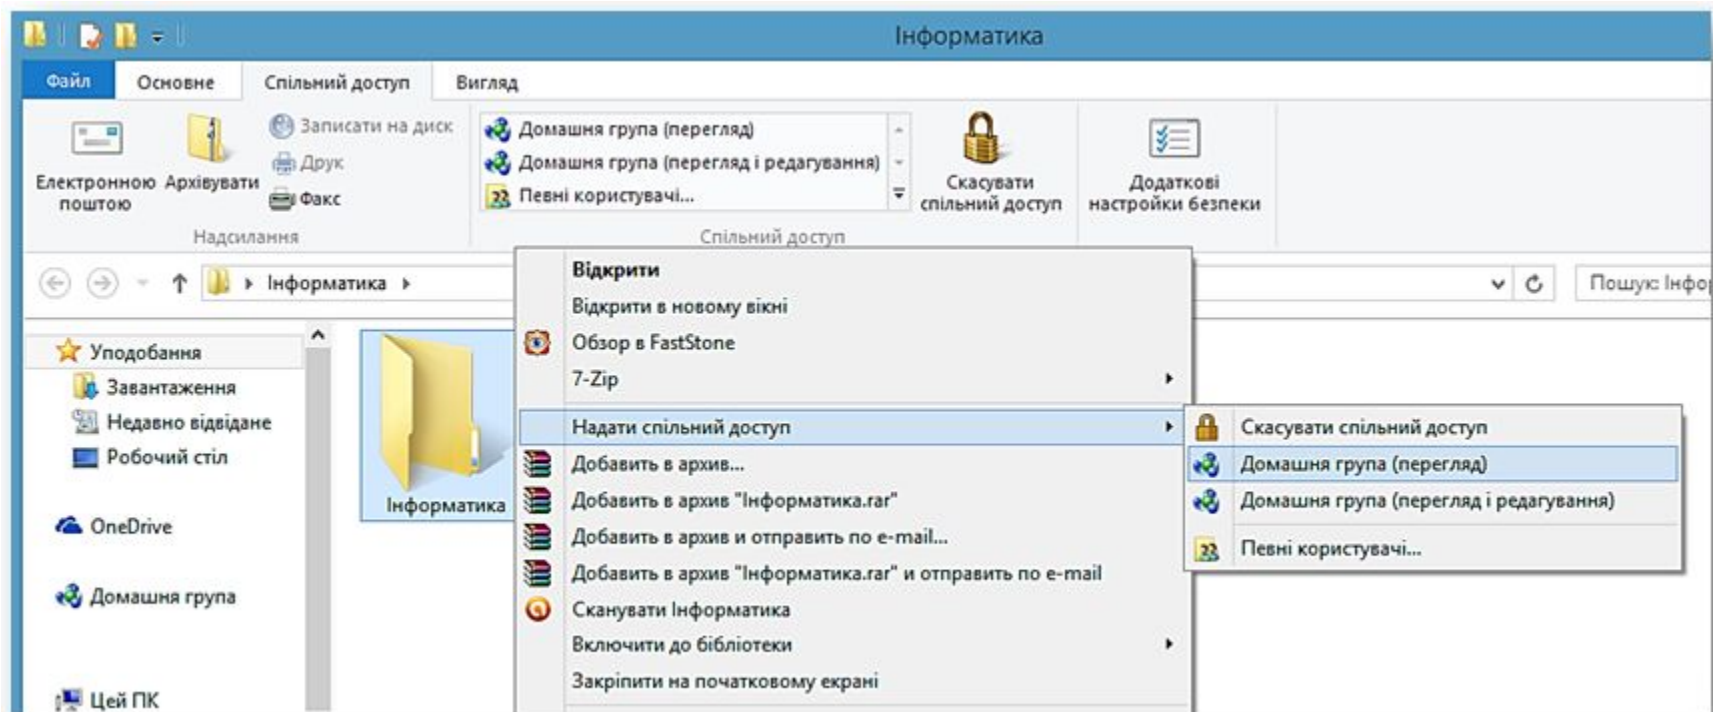 Інформатика
Файл Основне Спільний доступ Вигляд
Електронною поштою
Архівувати
Записати на диск
Друк
Факс
Надсилання
Домашня група (перегляд)
Домашня група (перегляд і редагування)
Певні користувачі...
Скасувати спільний доступ
Спільний доступ
Додаткові настройки безпеки
Інформатика
Пошук: Інфо
Уподобання
Завантаження
Недавно відвідане
Робочий стіл
OneDrive
Домашня група
Цей ПК
Інформатика
Відкрити
Відкрити в новому вікні
Обзор в FastStone
7-Zip
Надати спільний доступ
Добавить в архив...
Добавить в архив "Інформатика.rar"
Добавить в архив и отправить по e-mail...
Добавить в архив "Інформатика.rar" и отправить по e-mail
Сканувати Інформатика
Включити до бібліотеки
Закріпити на початковому екрані
Скасувати спільний доступ
Домашня група (перегляд)
Домашня група (перегляд і редагування)
Певні користувачі...